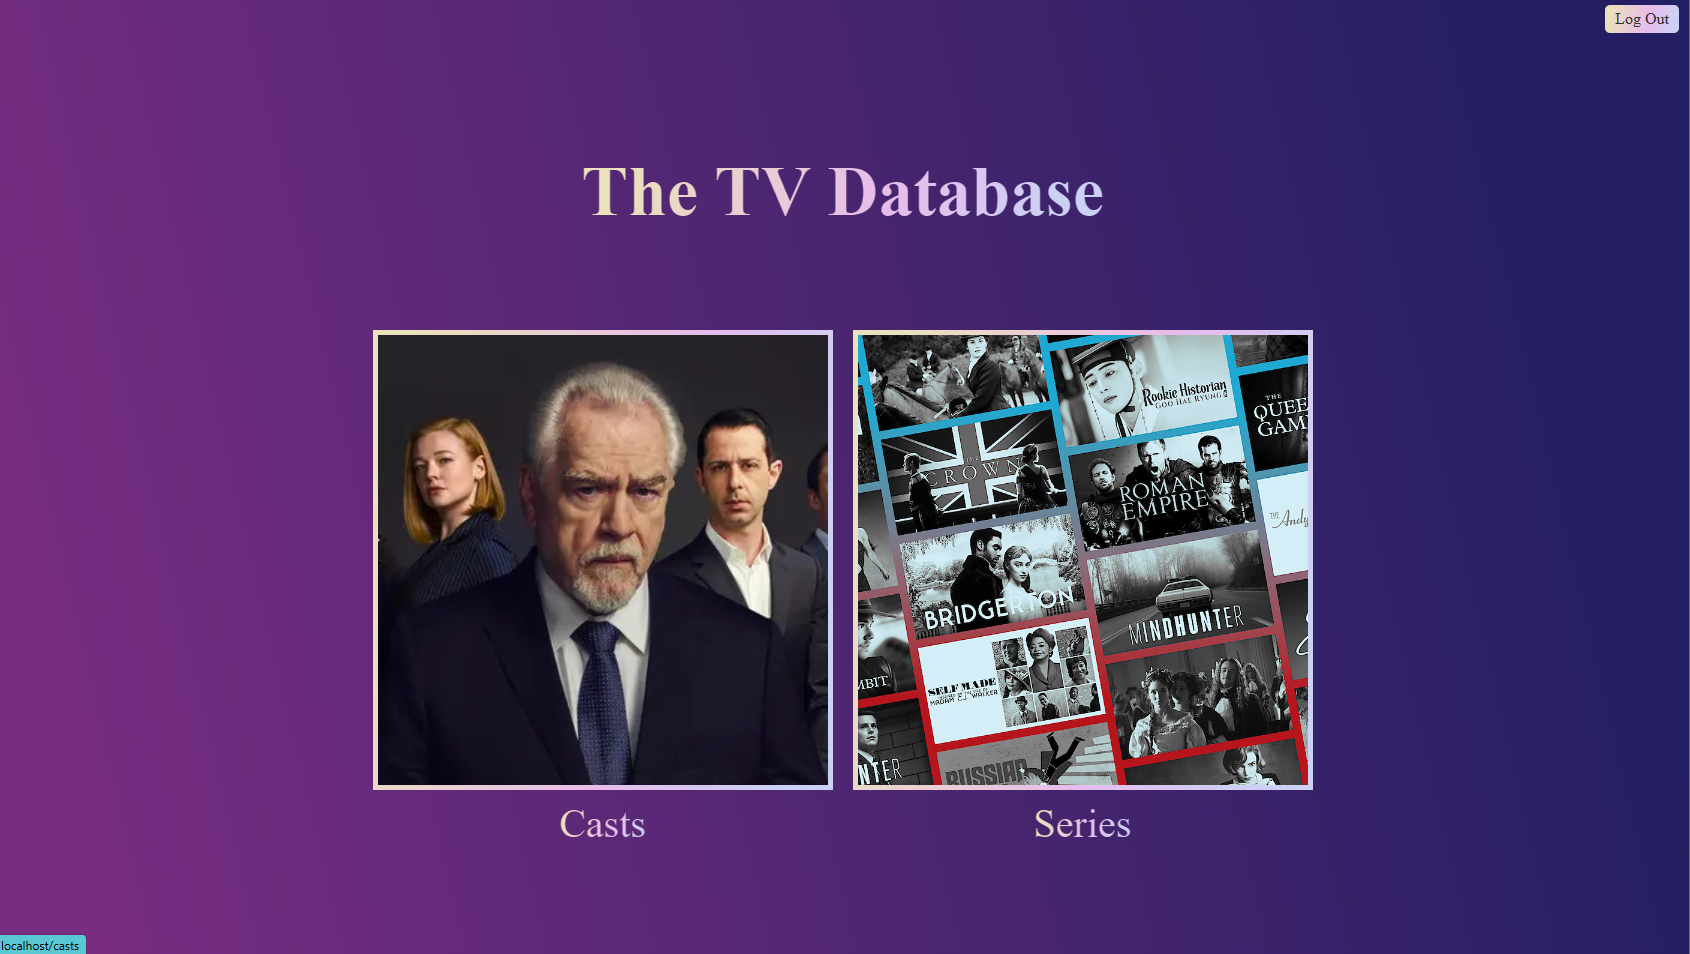 Log Out
The TV Database
Rookie Historian
GOO HAE RYUNG
THE
QUEE
GAM
THE
CROWN
ROMAN
EMPIRE
THE Andy
BRIDGERTON
MINDHUNTER
MBIT
SELF MADE
MADAM C.J. WALKER
NTER
RUSSIAN
Casts
Series
localhost/casts